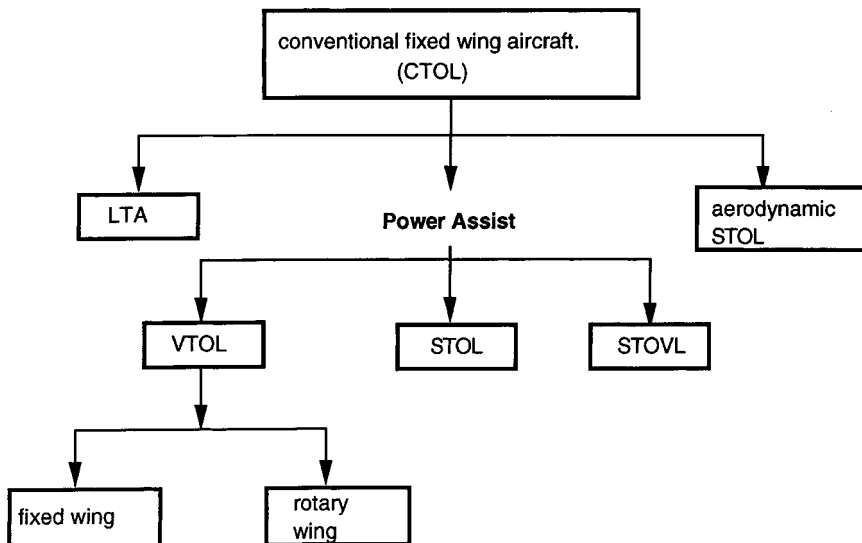 conventional fixed wing aircraft.
(CTOL)
LTA
Power Assist
aerodynamic
STOL
VTOL
STOL
STOVL
fixed wing
rotary
wing